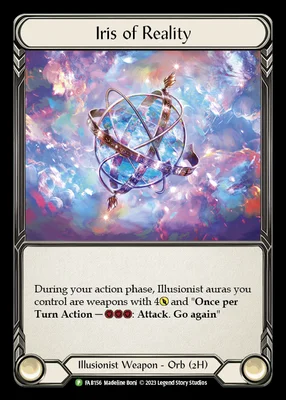 Iris of Reality
During your action phase, Illusionist auras you
control are weapons with 4 and "Once per
Turn Action — : Attack. Go again"
Illusionist Weapon - Orb (2H)
P FAB156 Madeline Boni © 2023 Legend Story Studios